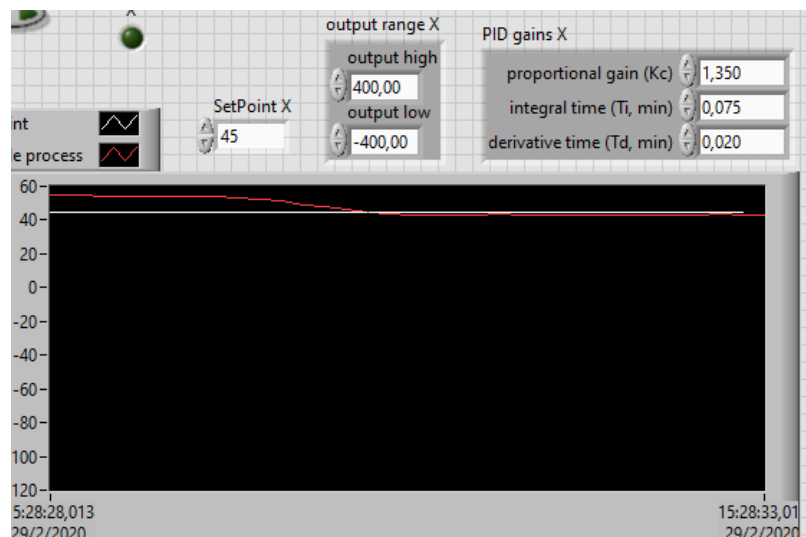 X
output range X
output high
400,00
output low
-400,00
PID gains X
proportional gain (Kc) 1,350
integral time (Ti, min) 0,075
derivative time (Td, min) 0,020
SetPoint X
45
nt
le process
60
40
20
0
-20
-40
-60
-80
100-
120-
5:28:28,013
29/2/2020
15:28:33,01
29/2/2020